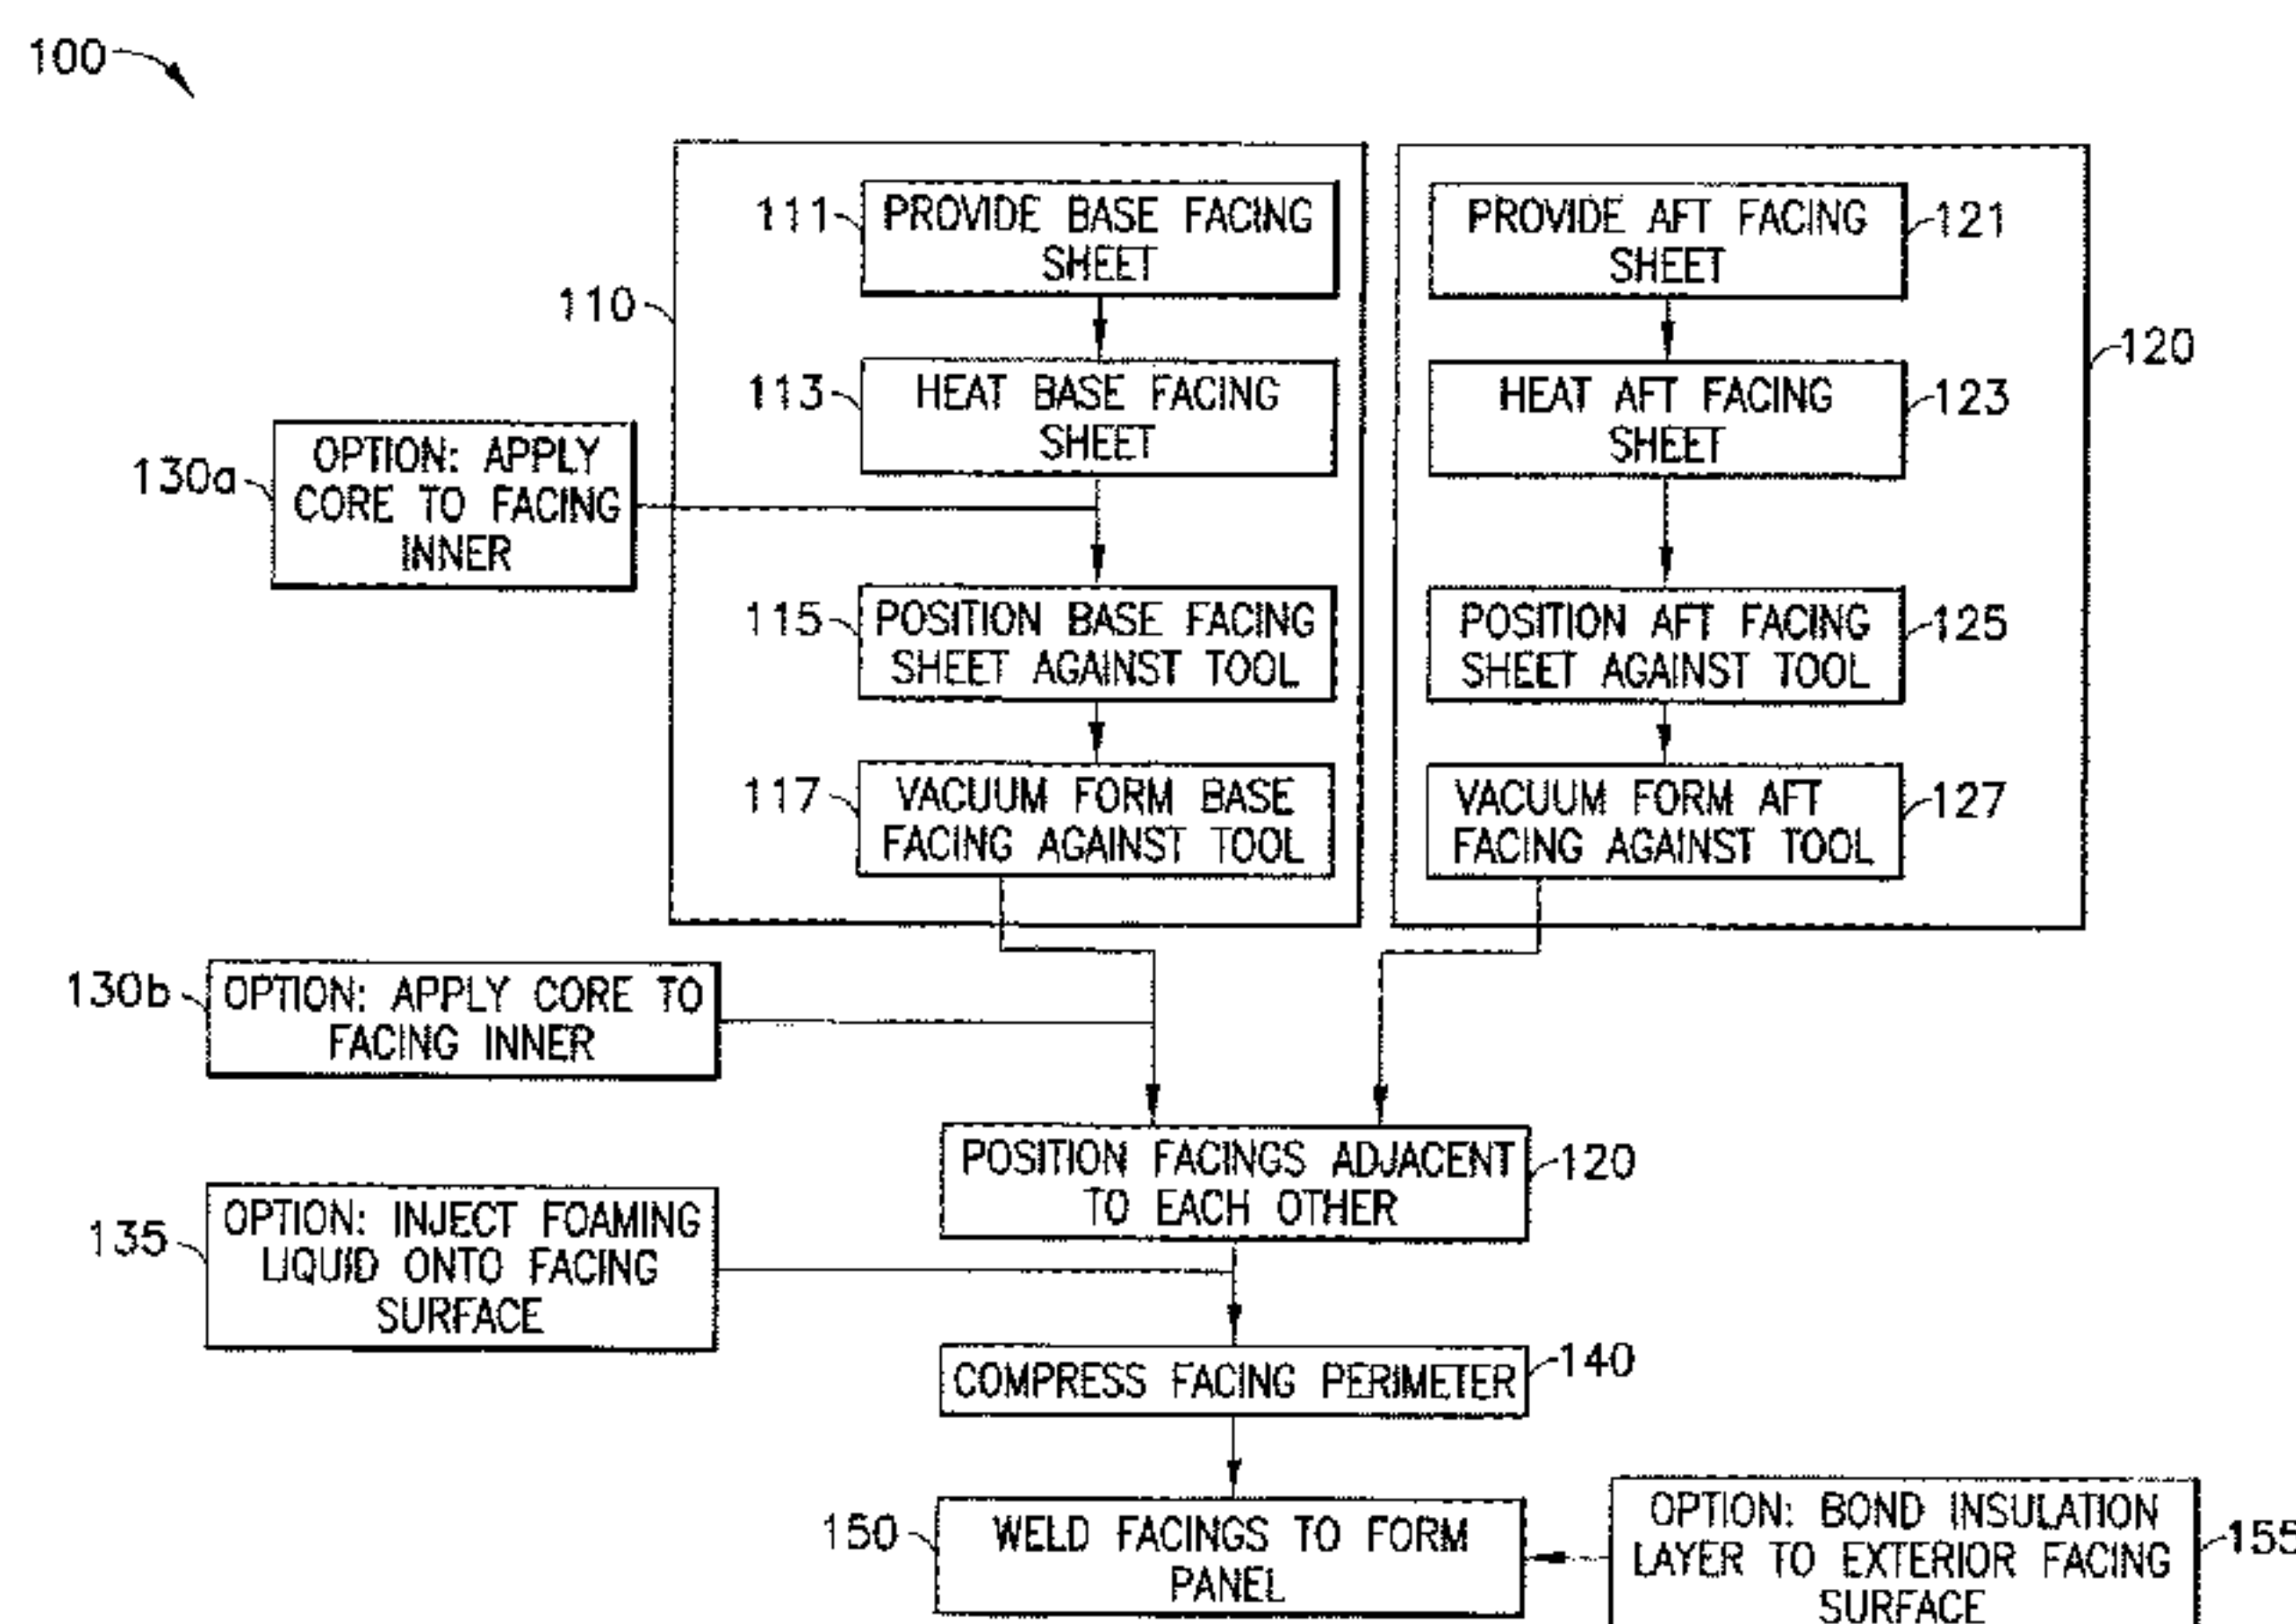 100
110
111
PROVIDE BASE FACING
SHEET
113
HEAT BASE FACING
SHEET
130a
OPTION: APPLY
CORE TO FACING
INNER
115
POSITION BASE FACING
SHEET AGAINST TOOL
117
VACUUM FORM BASE
FACING AGAINST TOOL
120
PROVIDE AFT FACING
SHEET
121
HEAT AFT FACING
SHEET
123
POSITION AFT FACING
SHEET AGAINST TOOL
125
VACUUM FORM AFT
FACING AGAINST TOOL
127
130b
OPTION: APPLY CORE TO
FACING INNER
POSITION FACINGS ADJACENT
TO EACH OTHER
120
135
OPTION: INJECT FOAMING
LIQUID ONTO FACING
SURFACE
COMPRESS FACING PERIMETER
140
150
WELD FACINGS TO FORM
PANEL
OPTION: BOND INSULATION
LAYER TO EXTERIOR FACING
SURFACE
155